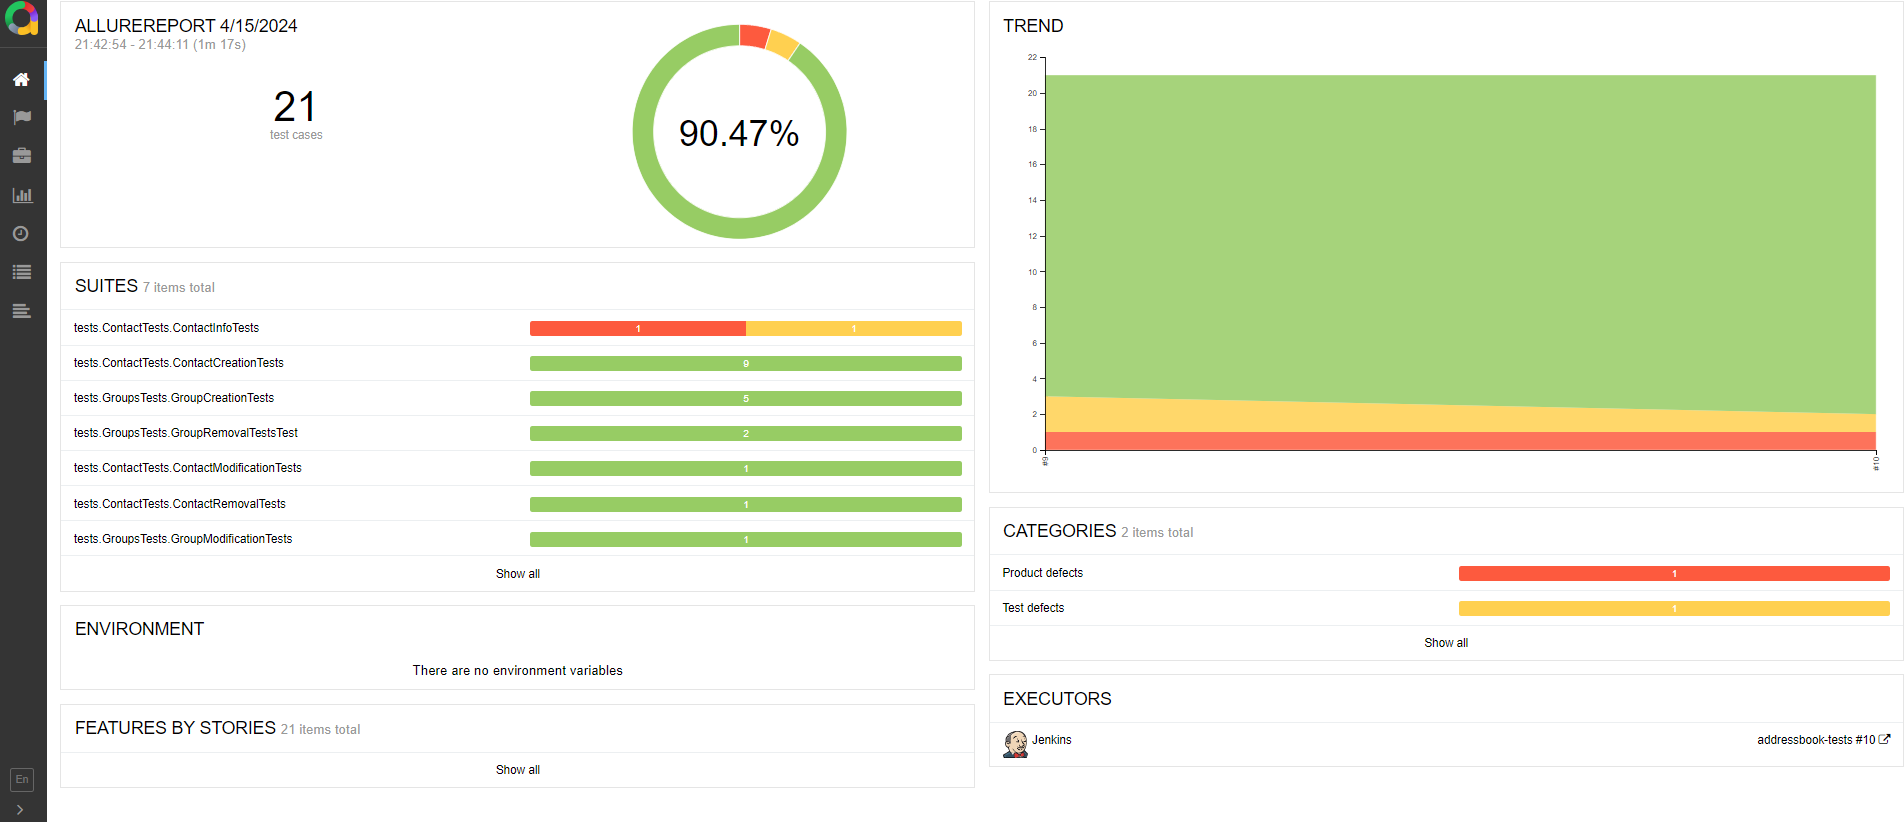 ALLUREREPORT 4/15/2024
21:42:54 - 21:44:11 (1m 17s)
21
test cases
90.47%
SUITES 7 items total
tests.ContactTests.ContactInfoTests
1
1
tests.ContactTests.ContactCreationTests
9
tests.GroupsTests.GroupCreationTests
5
tests.GroupsTests.GroupRemovalTestsTest
2
tests.ContactTests.ContactModificationTests
1
tests.ContactTests.ContactRemovalTests
1
tests.GroupsTests.GroupModificationTests
1
Show all
ENVIRONMENT
There are no environment variables
FEATURES BY STORIES 21 items total
Show all
En
TREND
22
20
18
16
14
12
10
8
6
4
2
0
#9
#10
CATEGORIES 2 items total
Product defects
1
Test defects
1
Show all
EXECUTORS
Jenkins
addressbook-tests #10